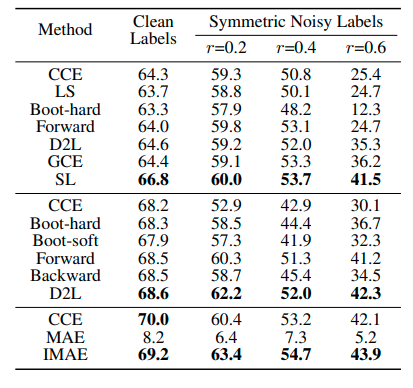 Method Clean Labels Symmetric Noisy Labels
r=0.2 r=0.4 r=0.6
CCE 64.3 59.3 50.8 25.4
LS 63.7 58.8 50.1 24.7
Boot-hard 63.3 57.9 48.2 12.3
Forward 64.0 59.8 53.1 24.7
D2L 64.6 59.2 52.0 35.3
GCE 64.4 59.1 53.3 36.2
SL 66.8 60.0 53.7 41.5
CCE 68.2 52.9 42.9 30.1
Boot-hard 68.3 58.5 44.4 36.7
Boot-soft 67.9 57.3 41.9 32.3
Forward 68.5 60.3 51.3 41.2
Backward 68.5 58.7 45.4 34.5
D2L 68.6 62.2 52.0 42.3
CCE 70.0 60.4 53.2 42.1
MAE 8.2 6.4 7.3 5.2
IMAE 69.2 63.4 54.7 43.9